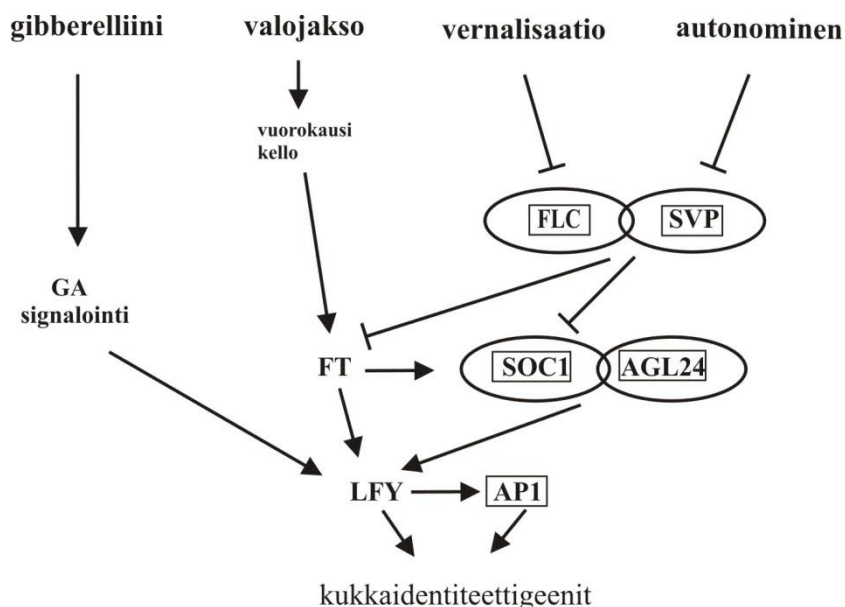 gibberelliini valojakso vernalisaatio autonominen
vuorokausi
kello
FLC SVP
GA
signalointi
FT SOC1 AGL24
LFY AP1
kukkaidentiteettigeenit